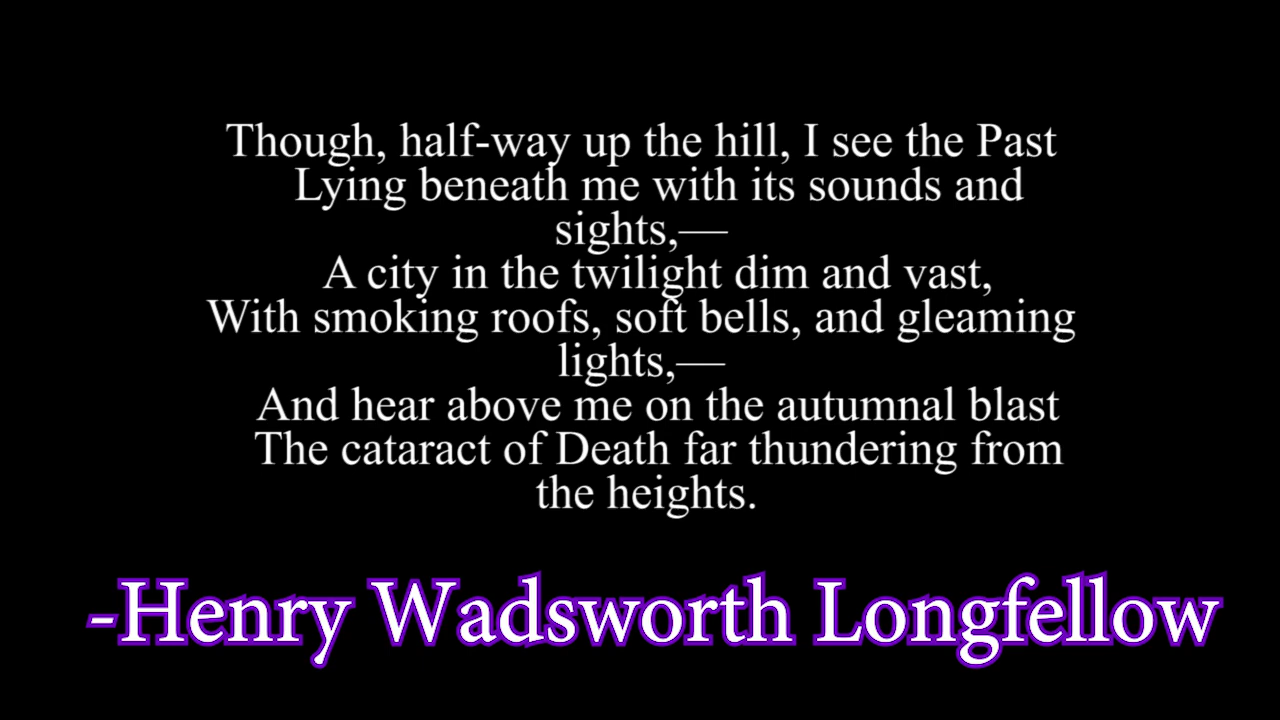 Though, half-way up the hill, I see the Past
Lying beneath me with its sounds and
sights,—
A city in the twilight dim and vast,
With smoking roofs, soft bells, and gleaming
lights,—
And hear above me on the autumnal blast
The cataract of Death far thundering from
the heights.
-Henry Wadsworth Longfellow